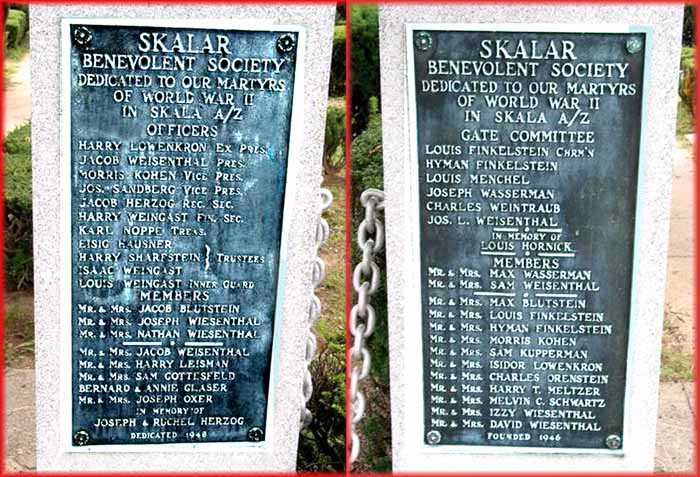 SKALAR
BENEVOLENT SOCIETY
DEDICATED TO OUR MARTYRS
OF WORLD WAR II
IN SKALA A/Z
OFFICERS
HARRY LOWENKRON EX PRES.
JACOB WEISENTHAL PRES.
MORRIS KOHEN VICE PRES.
JOS. SANDBERG VICE PRES.
JACOB HERZOG REC. SEC.
HARRY WEINGAST FIN. SEC.
KARL NOPPE TREAS.
EISIG HAUSNER
HARRY SHARFSTEIN } TRUSTEES
ISAAC WEINGAST
LOUIS WEINGAST INNER GUARD
MEMBERS
MR. & MRS. JACOB BLUTSTEIN
MR. & MRS. JOSEPH WIESENTHAL
MR. & MRS. NATHAN WIESENTHAL
MR. & MRS. JACOB WEISENTHAL
MR. & MRS. HARRY LEISMAN
MR. & MRS. SAM GOTTESFELD
BERNARD & ANNIE GLASER
MR. & MRS. JOSEPH OXER
IN MEMORY OF
JOSEPH & RUCHEL HERZOG
DEDICATED 1948
SKALAR
BENEVOLENT SOCIETY
DEDICATED TO OUR MARTYRS
OF WORLD WAR II
IN SKALA A/Z
GATE COMMITTEE
LOUIS FINKELSTEIN CHRM'N
HYMAN FINKELSTEIN
LOUIS MENCHEL
JOSEPH WASSERMAN
CHARLES WEINTRAUB
JOS. L. WEISENTHAL
IN MEMORY OF
LOUIS HORNICK
MEMBERS
MR. & MRS. MAX WASSERMAN
MR. & MRS. SAM WEISENTHAL
MR. & MRS. MAX BLUTSTEIN
MR. & MRS. LOUIS FINKELSTEIN
MR. & MRS. HYMAN FINKELSTEIN
MR. & MRS. MORRIS KOHEN
MR. & MRS. SAM KUPPERMAN
MR. & MRS. ISIDOR LOWENKRON
MR. & MRS. CHARLES ORENSTEIN
MR. & MRS. HARRY T. MELTZER
MR. & MRS. MELVIN C. SCHWARTZ
MR. & MRS. IZZY WIESENTHAL
MR. & MRS. DAVID WIESENTHAL
FOUNDED 1946